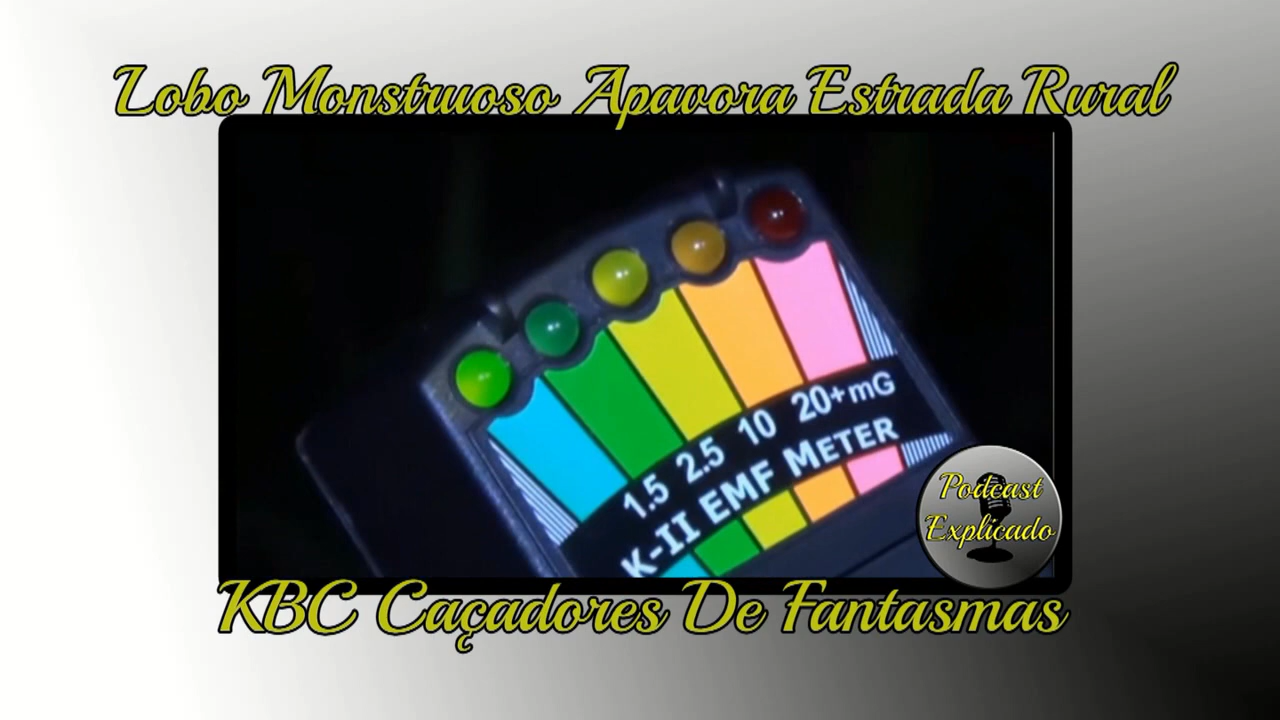 Lobo Monstruoso Apavora Estrada Rural
1.5 2.5 10 20+ mG
K-II EMF METER
Podcast
Explicado
KBC Caçadores De Fantasmas